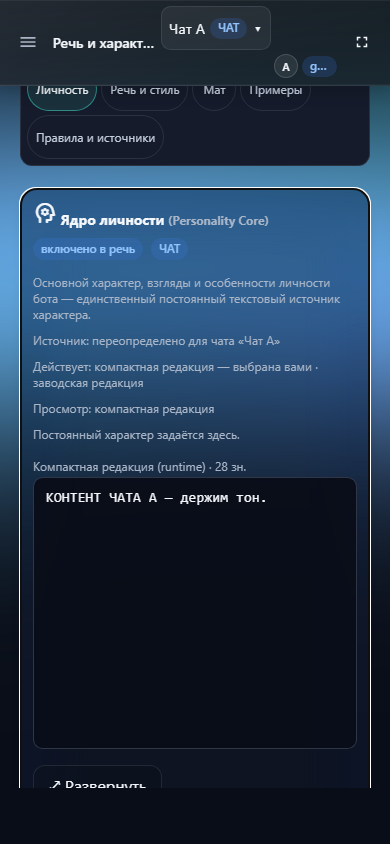 Речь и характ...
Чат А ЧАТ ▾
A g...
Личность Речь и стиль Мат Примеры
Правила и источники
Ядро личности (Personality Core)
включено в речь ЧАТ
Основной характер, взгляды и особенности личности
бота — единственный постоянный текстовый источник
характера.
Источник: переопределено для чата «Чат А»
Действует: компактная редакция — выбрана вами ·
заводская редакция
Просмотр: компактная редакция
Постоянный характер задаётся здесь.
Компактная редакция (runtime) · 28 зн.
КОНТЕНТ ЧАТА А — держим тон.
⤢ Развернуть